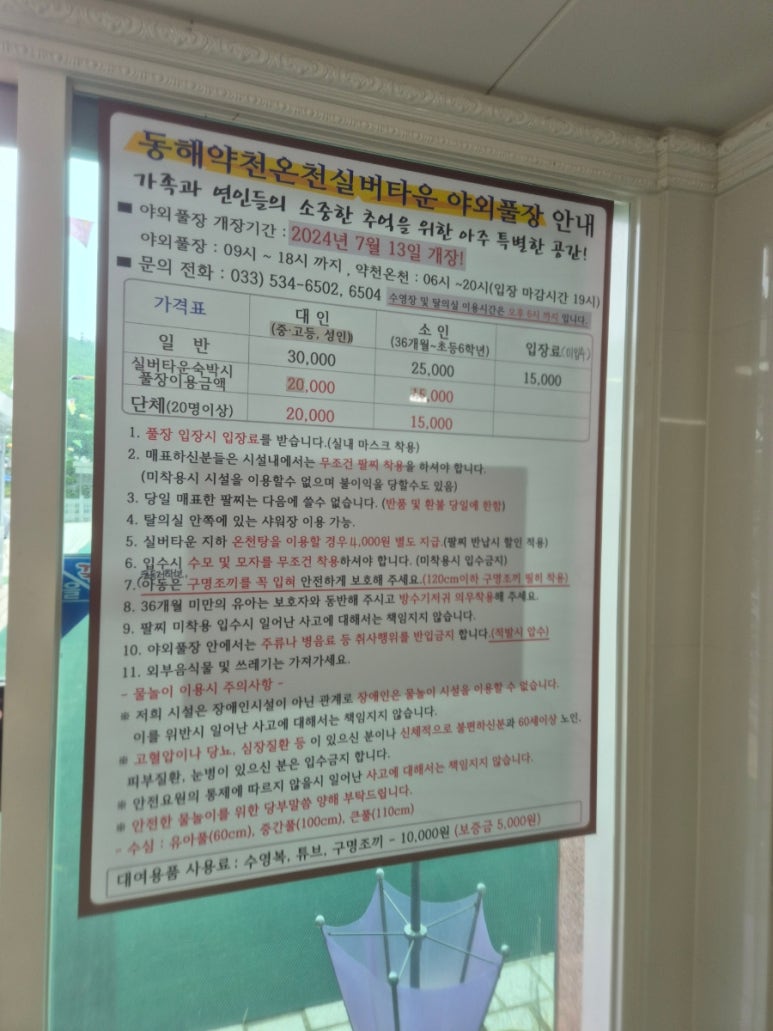 동해약천온천실버타운 야외풀장 안내
가족과 연인들의 소중한 추억을 위한 아주 특별한 공간!
■ 야외풀장 개장기간 : 2024년 7월 13일 개장!
야외풀장 : 09시 ~ 18시 까지 , 약천온천 : 06시 ~20시(입장 마감시간 19시)
■ 문의 전화 : 033) 534-6502, 6504 수영장 및 탈의실 이용시간은 오후 6시 까지 입니다.
가격표 대인 (중·고등, 성인) 소인 (36개월~초등6학년) 입장료
일 반 30,000 25,000 15,000
실버타운숙박시 풀장이용금액 20,000 15,000
단체(20명이상) 20,000 15,000
1. 풀장 입장시 입장료를 받습니다.(실내 마스크 착용)
2. 매표하신분들은 시설내에서는 무조건 팔찌 착용을 하셔야 합니다.
(미착용시 시설을 이용할수 없으며 불이익을 당할수도 있음)
3. 당일 매표한 팔찌는 다음에 쓸수 없습니다. (반품 및 환불 당일에 한함)
4. 탈의실 안쪽에 있는 샤워장 이용 가능.
5. 실버타운 지하 온천탕을 이용할 경우 4,000원 별도 지급.(팔찌 반납시 할인 적용)
6. 입수시 수모 및 모자를 무조건 착용하셔야 합니다. (미착용시 입수금지)
7. 아동은 구명조끼를 꼭 입혀 안전하게 보호해 주세요.(120cm이하 구명조끼 필히 착용)
8. 36개월 미만의 유아는 보호자와 동반해 주시고 방수기저귀 의무착용해 주세요.
9. 팔찌 미착용 입수시 일어난 사고에 대해서는 책임지지 않습니다.
10. 야외풀장 안에서는 주류나 병음료 등 취사행위를 반입금지 합니다.(적발시 압수)
11. 외부음식물 및 쓰레기는 가져가세요.
- 물놀이 이용시 주의사항 -
※ 저희 시설은 장애인시설이 아닌 관계로 장애인은 물놀이 시설을 이용할 수 없습니다.
이를 위반시 일어난 사고에 대해서는 책임지지 않습니다.
※ 고혈압이나 당뇨, 심장질환 등 이 있으신 분이나 신체적으로 불편하신분과 60세이상 노인,
피부질환, 눈병이 있으신 분은 입수금지 합니다.
※ 안전요원의 통제에 따르지 않을시 일어난 사고에 대해서는 책임지지 않습니다.
※ 안전한 물놀이를 위한 당부말씀 양해 부탁드립니다.
- 수심 : 유아풀(60cm), 중간풀(100cm), 큰풀(110cm)
대여용품 사용료 : 수영복, 튜브, 구명조끼 - 10,000원 (보증금 5,000원)